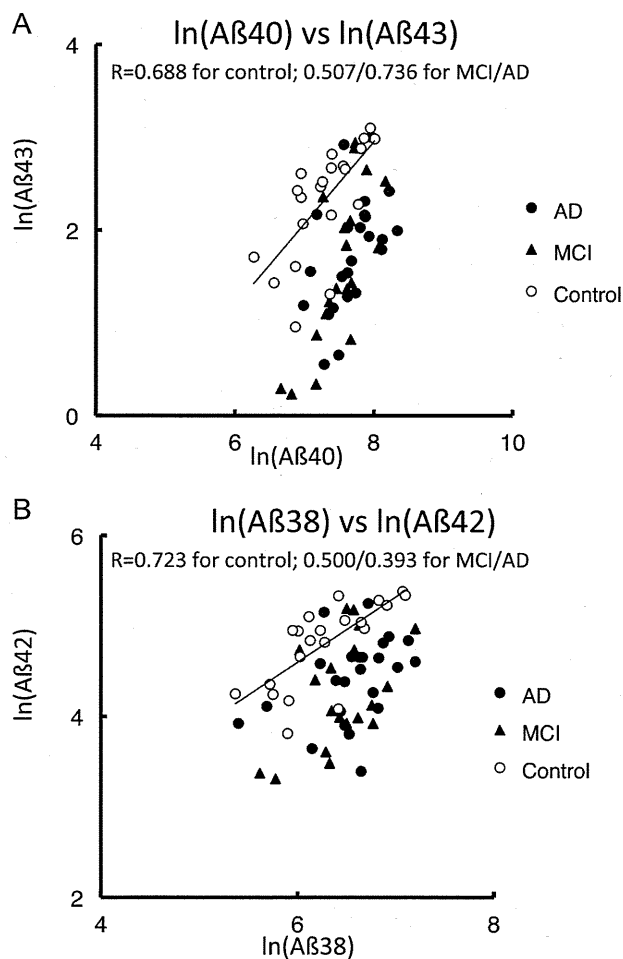 A
ln(Aß40) vs ln(Aß43)
R=0.688 for control; 0.507/0.736 for MCI/AD
4
2
0
ln(Aß43)
4 6 8 10
ln(Aß40)
AD
MCI
Control
B
ln(Aß38) vs ln(Aß42)
R=0.723 for control; 0.500/0.393 for MCI/AD
6
4
2
ln(Aß42)
4 6 8
ln(Aß38)
AD
MCI
Control